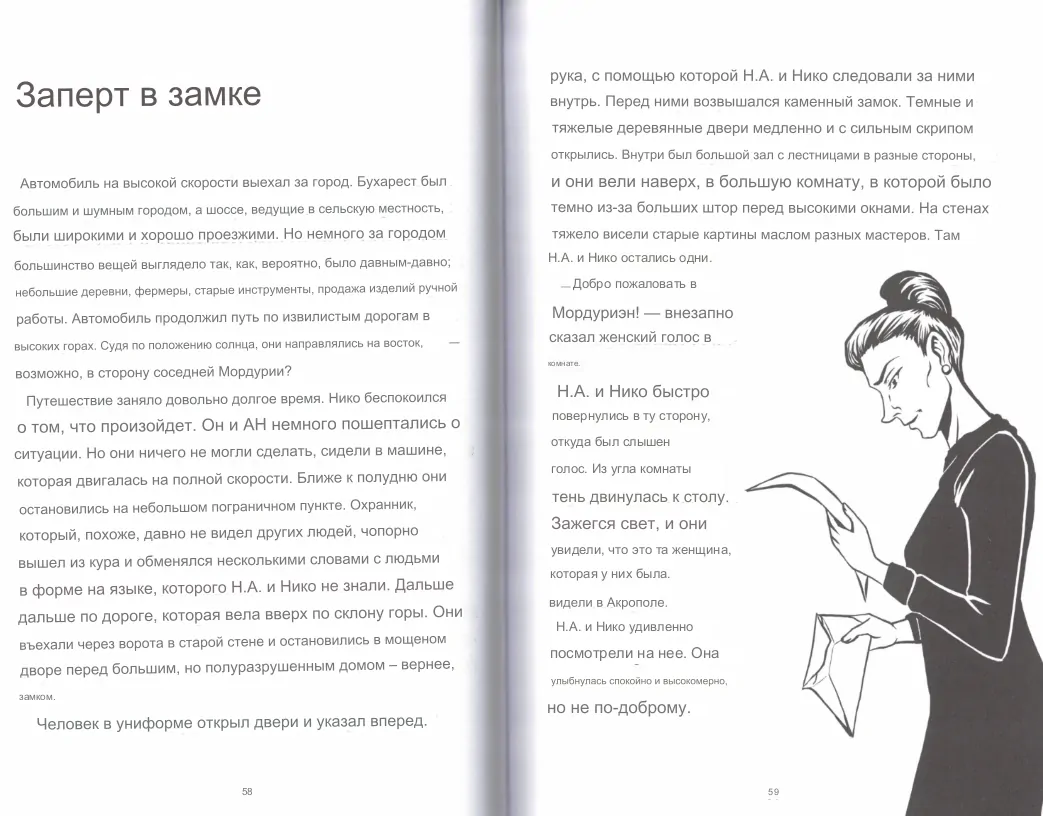 Заперт в замке
Автомобиль на высокой скорости выехал за город. Бухарест был
большим и шумным городом, а шоссе, ведущие в сельскую местность,
были широкими и хорошо проезжими. Но немного за городом
большинство вещей выглядело так, как, вероятно, было давным-давно;
небольшие деревни, фермеры, старые инструменты, продажа изделий ручной
работы. Автомобиль продолжил путь по извилистым дорогам в
высоких горах. Судя по положению солнца, они направлялись на восток, —
возможно, в сторону соседней Мордурии?
Путешествие заняло довольно долгое время. Нико беспокоился
о том, что произойдет. Он и АН немного пошептались о
ситуации. Но они ничего не могли сделать, сидели в машине,
которая двигалась на полной скорости. Ближе к полудню они
остановились на небольшом пограничном пункте. Охранник,
который, похоже, давно не видел других людей, чопорно
вышел из кура и обменялся несколькими словами с людьми
в форме на языке, которого Н.А. и Нико не знали. Дальше
дальше по дороге, которая вела вверх по склону горы. Они
въехали через ворота в старой стене и остановились в мощеном
дворе перед большим, но полуразрушенным домом – вернее,
замком.
Человек в униформе открыл двери и указал вперед.
58
рука, с помощью которой Н.А. и Нико следовали за ними
внутрь. Перед ними возвышался каменный замок. Темные и
тяжелые деревянные двери медленно и с сильным скрипом
открылись. Внутри был большой зал с лестницами в разные стороны,
и они вели наверх, в большую комнату, в которой было
темно из-за больших штор перед высокими окнами. На стенах
тяжело висели старые картины маслом разных мастеров. Там
Н.А. и Нико остались одни.
—Добро пожаловать в
Мордуриэн! — внезапно
сказал женский голос в
комнате.
Н.А. и Нико быстро
повернулись в ту сторону,
откуда был слышен
голос. Из угла комнаты
тень двинулась к столу.
Зажегся свет, и они
увидели, что это та женщина,
которая у них была.
видели в Акрополе.
Н.А. и Нико удивленно
посмотрели на нее. Она
улыбнулась спокойно и высокомерно,
но не по-доброму.
59